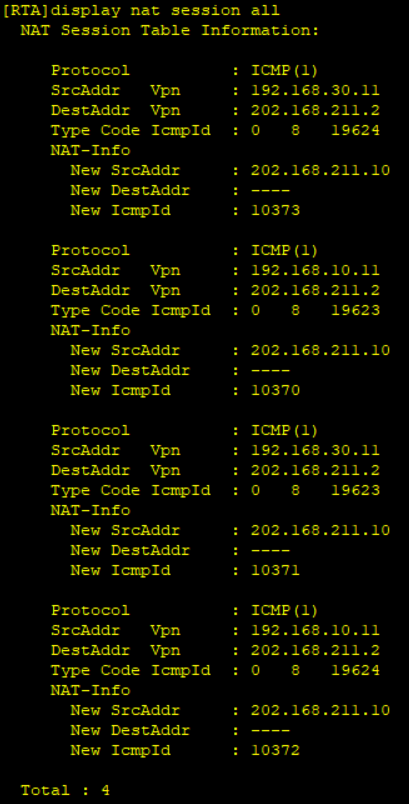 [RTA]display nat session all
NAT Session Table Information:
Protocol : ICMP(1)
SrcAddr Vpn : 192.168.30.11
DestAddr Vpn : 202.168.211.2
Type Code IcmpId : 0 8 19624
NAT-Info
New SrcAddr : 202.168.211.10
New DestAddr : ----
New IcmpId : 10373
Protocol : ICMP(1)
SrcAddr Vpn : 192.168.10.11
DestAddr Vpn : 202.168.211.2
Type Code IcmpId : 0 8 19623
NAT-Info
New SrcAddr : 202.168.211.10
New DestAddr : ----
New IcmpId : 10370
Protocol : ICMP(1)
SrcAddr Vpn : 192.168.30.11
DestAddr Vpn : 202.168.211.2
Type Code IcmpId : 0 8 19623
NAT-Info
New SrcAddr : 202.168.211.10
New DestAddr : ----
New IcmpId : 10371
Protocol : ICMP(1)
SrcAddr Vpn : 192.168.10.11
DestAddr Vpn : 202.168.211.2
Type Code IcmpId : 0 8 19624
NAT-Info
New SrcAddr : 202.168.211.10
New DestAddr : ----
New IcmpId : 10372
Total : 4